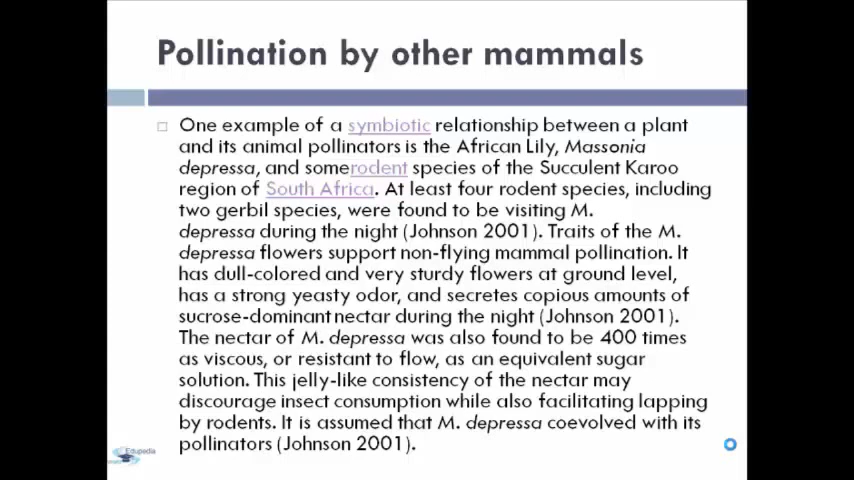 Pollination by other mammals
One example of a symbiotic relationship between a plant
and its animal pollinators is the African Lily, Massonia
depressa, and somerodent species of the Succulent Karoo
region of South Africa. At least four rodent species, including
two gerbil species, were found to be visiting M.
depressa during the night (Johnson 2001). Traits of the M.
depressa flowers support non-flying mammal pollination. It
has dull-colored and very sturdy flowers at ground level,
has a strong yeasty odor, and secretes copious amounts of
sucrose-dominant nectar during the night (Johnson 2001).
The nectar of M. depressa was also found to be 400 times
as viscous, or resistant to flow, as an equivalent sugar
solution. This jelly-like consistency of the nectar may
discourage insect consumption while also facilitating lapping
by rodents. It is assumed that M. depressa coevolved with its
pollinators (Johnson 2001).
Edupedia